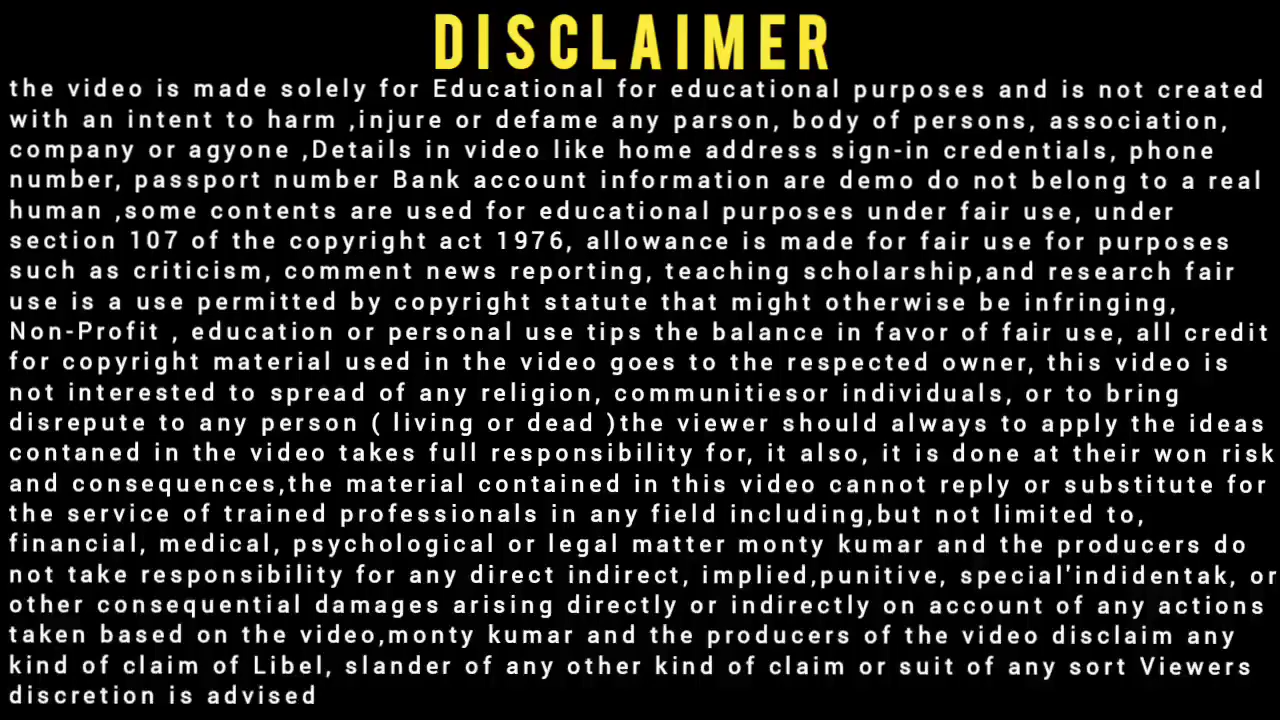 DISCLAIMER
the video is made solely for Educational for educational purposes and is not created
with an intent to harm ,injure or defame any parson, body of persons, association,
company or agyone ,Details in video like home address sign-in credentials, phone
number, passport number Bank account information are demo do not belong to a real
human ,some contents are used for educational purposes under fair use, under
section 107 of the copyright act 1976, allowance is made for fair use for purposes
such as criticism, comment news reporting, teaching scholarship,and research fair
use is a use permitted by copyright statute that might otherwise be infringing,
Non-Profit , education or personal use tips the balance in favor of fair use, all credit
for copyright material used in the video goes to the respected owner, this video is
not interested to spread of any religion, communitiesor individuals, or to bring
disrepute to any person ( living or dead )the viewer should always to apply the ideas
contaned in the video takes full responsibility for, it also, it is done at their won risk
and consequences,the material contained in this video cannot reply or substitute for
the service of trained professionals in any field including,but not limited to,
financial, medical, psychological or legal matter monty kumar and the producers do
not take responsibility for any direct indirect, implied,punitive, special'indidentak, or
other consequential damages arising directly or indirectly on account of any actions
taken based on the video,monty kumar and the producers of the video disclaim any
kind of claim of Libel, slander of any other kind of claim or suit of any sort Viewers
discretion is advised